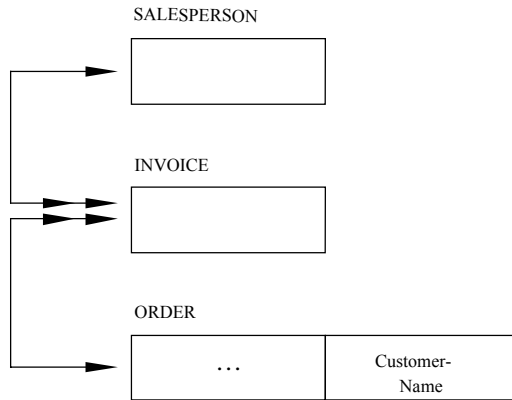 SALESPERSON
INVOICE
ORDER
... Customer-
Name